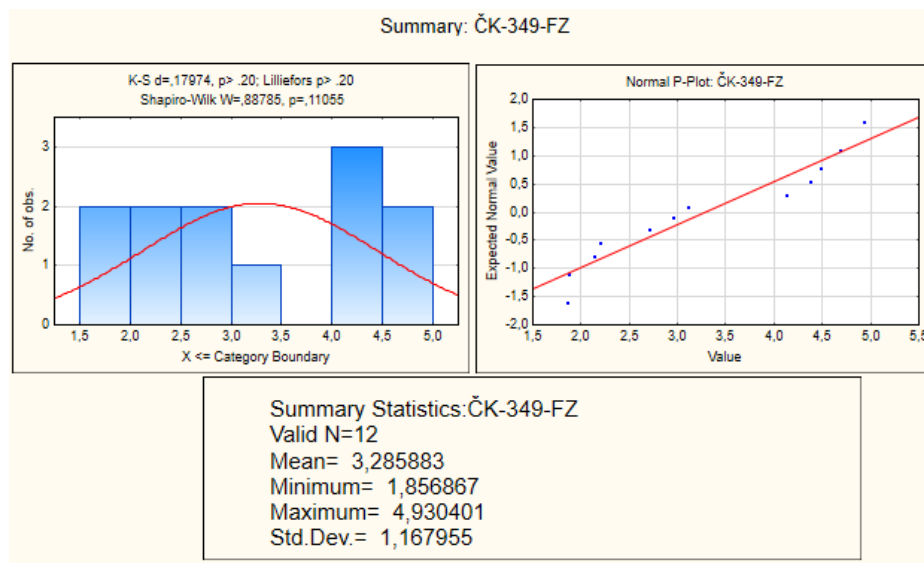 Summary: ČK-349-FZ
K-S d=,17974, p> .20; Lilliefors p> .20
Shapiro-Wilk W=,88785, p=,11055
No. of obs.
3
2
1
0
1,5 2,0 2,5 3,0 3,5 4,0 4,5 5,0
X <= Category Boundary
Normal P-Plot: ČK-349-FZ
Expected Normal Value
2,0
1,5
1,0
0,5
0,0
-0,5
-1,0
-1,5
-2,0
1,5 2,0 2,5 3,0 3,5 4,0 4,5 5,0 5,5
Value
Summary Statistics:ČK-349-FZ
Valid N=12
Mean= 3,285883
Minimum= 1,856867
Maximum= 4,930401
Std.Dev.= 1,167955